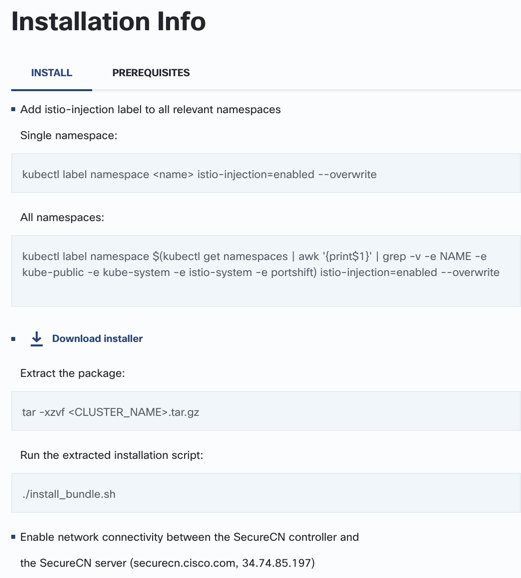 Installation Info
INSTALL PREREQUISITES
Add istio-injection label to all relevant namespaces
Single namespace:
kubectl label namespace <name> istio-injection=enabled --overwrite
All namespaces:
kubectl label namespace $(kubectl get namespaces | awk '{print$1}' | grep -v -e NAME -e
kube-public -e kube-system -e istio-system -e portshift) istio-injection=enabled --overwrite
Download installer
Extract the package:
tar -xzvf <CLUSTER_NAME>.tar.gz
Run the extracted installation script:
./install_bundle.sh
Enable network connectivity between the SecureCN controller and
the SecureCN server (securecn.cisco.com, 34.74.85.197)